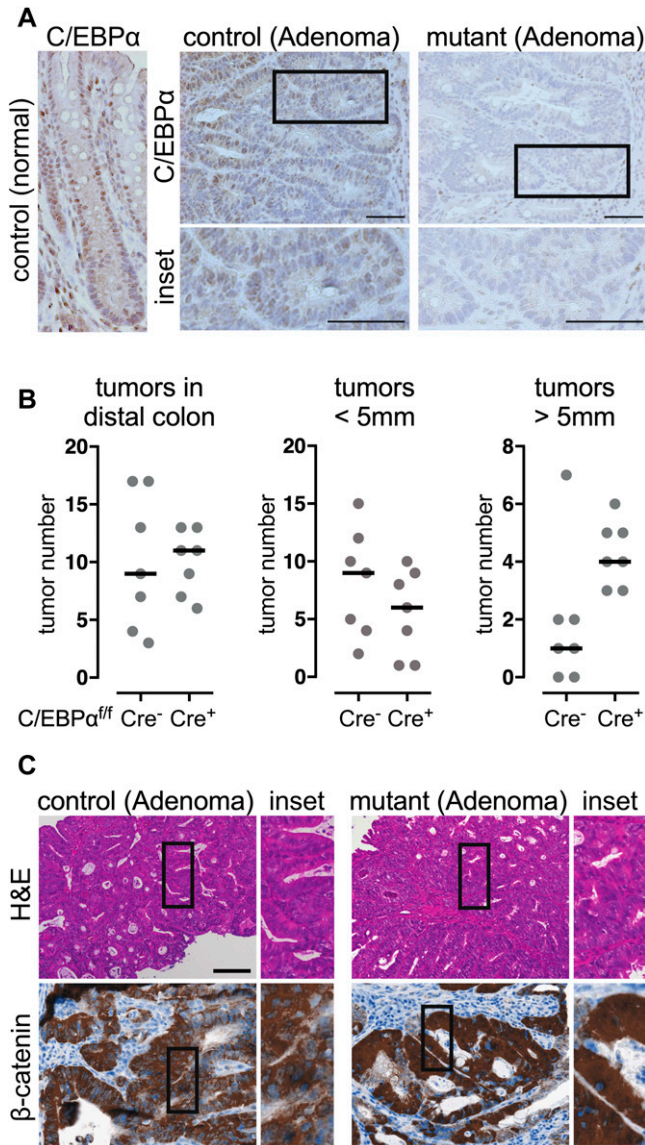 A
C/EBPα
control (Adenoma)
mutant (Adenoma)
control (normal)
C/EBPα
inset
B
tumors in
distal colon
tumors
< 5mm
tumors
> 5mm
tumor number
20
15
10
5
0
tumor number
20
15
10
5
0
tumor number
8
6
4
2
0
C/EBPα^f/f Cre⁻ Cre⁺
Cre⁻ Cre⁺
Cre⁻ Cre⁺
C
control (Adenoma)
inset
mutant (Adenoma)
inset
H&E
β-catenin